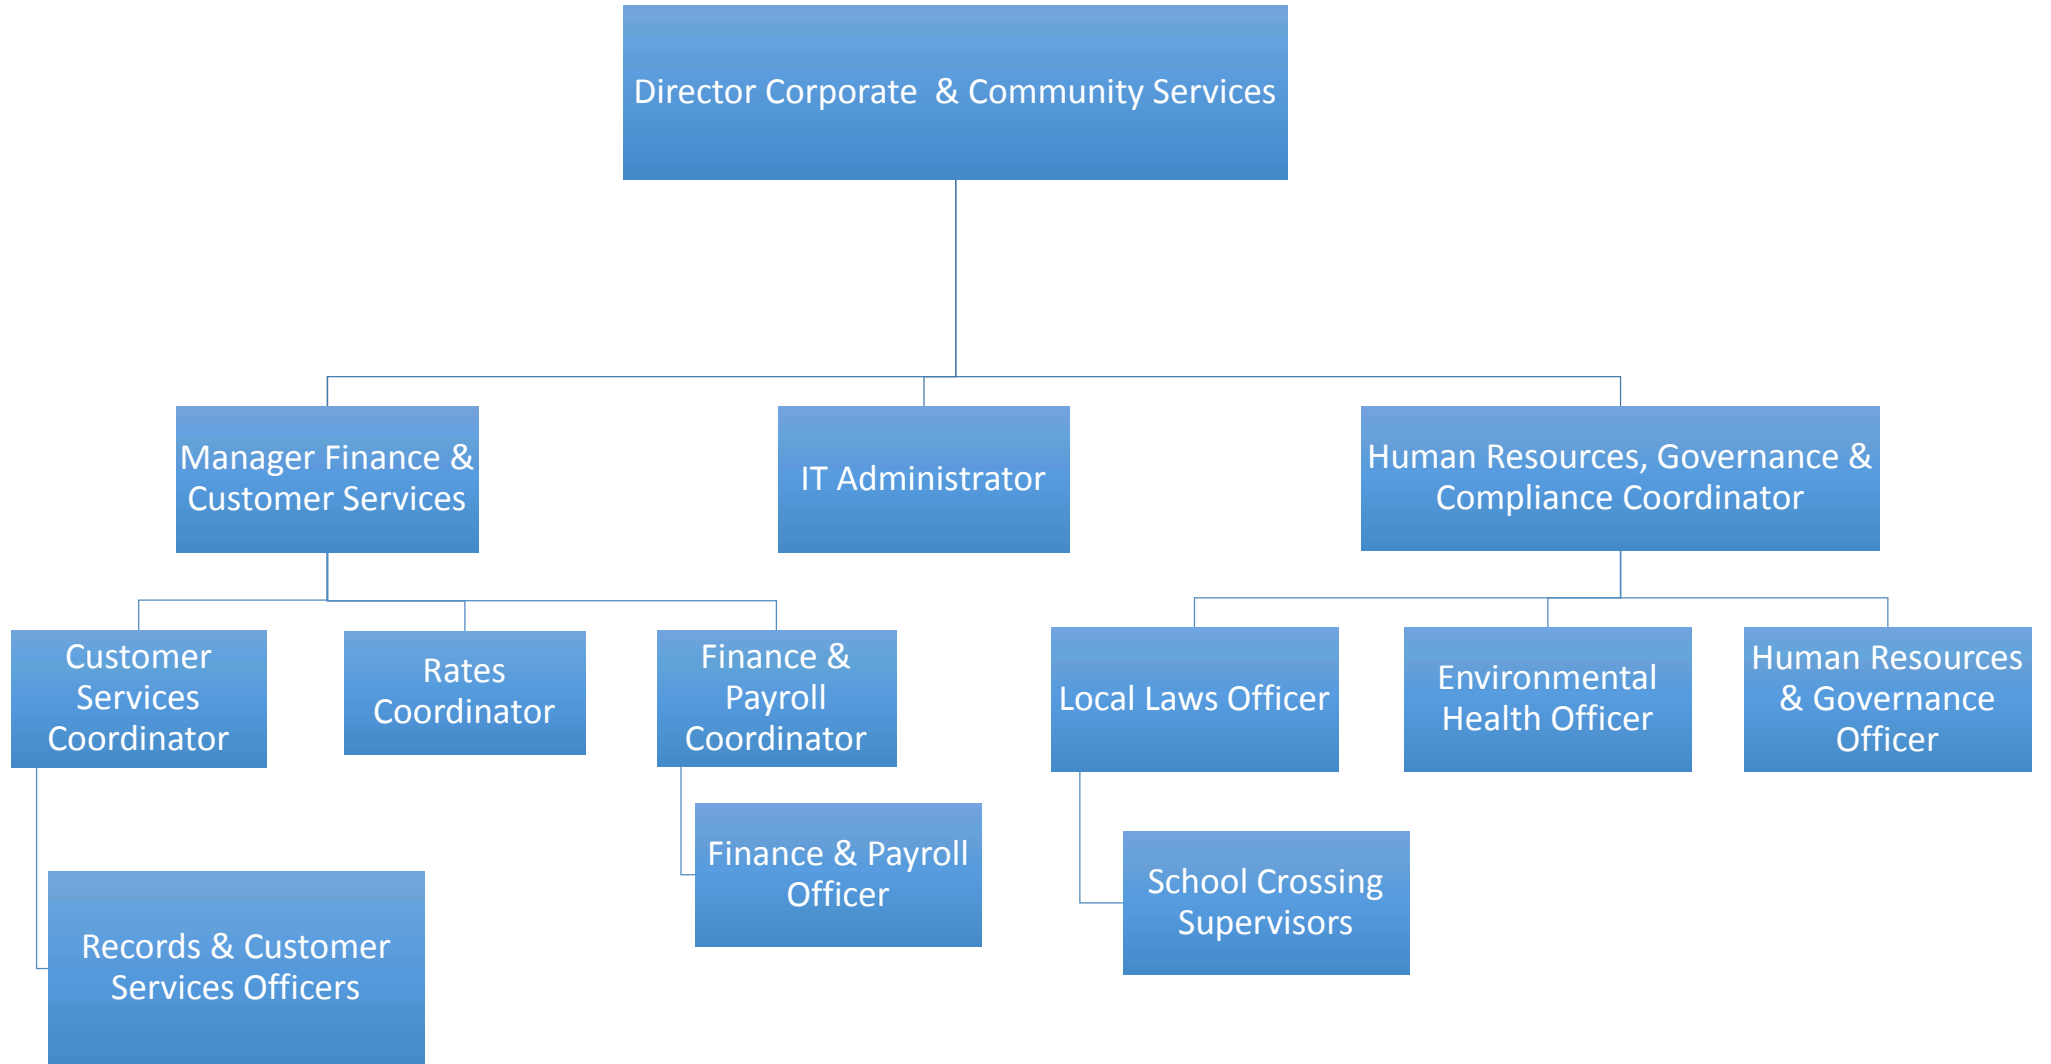 Director Corporate  & Community Services
Manager Finance &
Customer Services
IT Administrator
Human Resources, Governance &
Compliance Coordinator
Customer
Services
Coordinator
Rates
Coordinator
Finance &
Payroll
Coordinator
Local Laws Officer
Environmental
Health Officer
Human Resources
& Governance
Officer
Records & Customer
Services Officers
Finance & Payroll
Officer
School Crossing
Supervisors